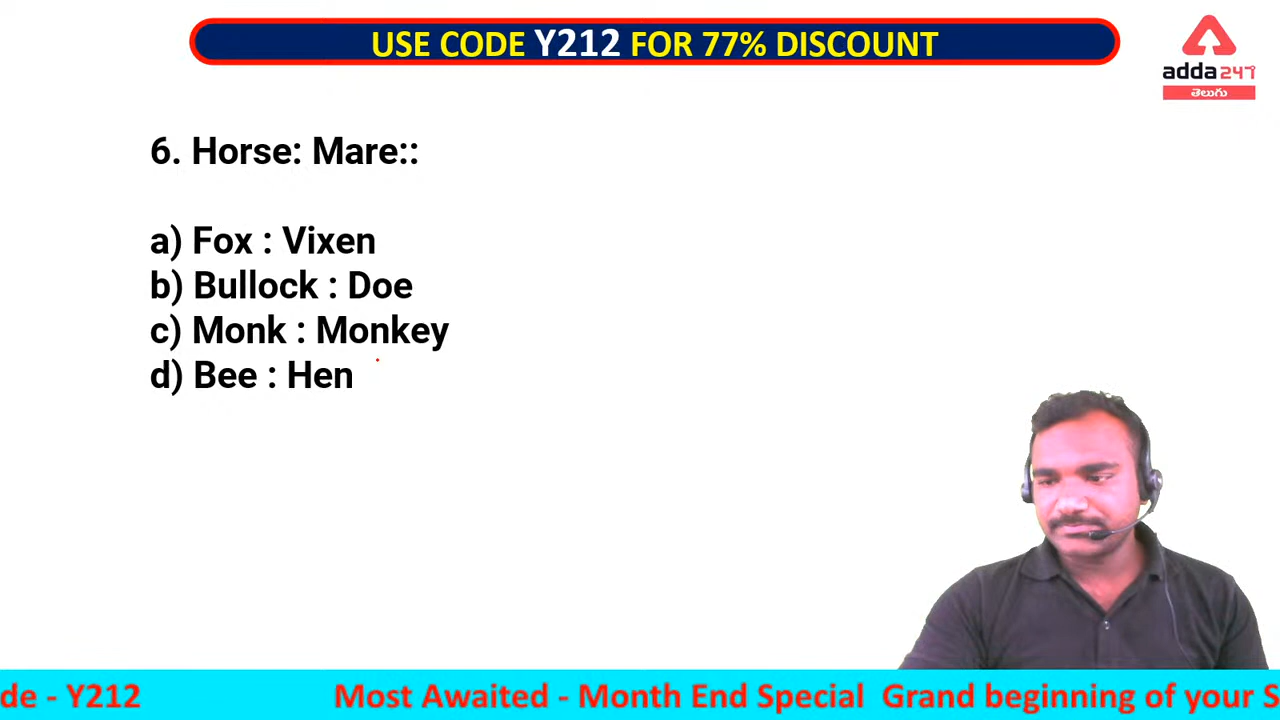 USE CODE Y212 FOR 77% DISCOUNT
adda247
తెలుగు
6. Horse: Mare::
a) Fox : Vixen
b) Bullock : Doe
c) Monk : Monkey
d) Bee : Hen
de - Y212 Most Awaited - Month End Special Grand beginning of your S